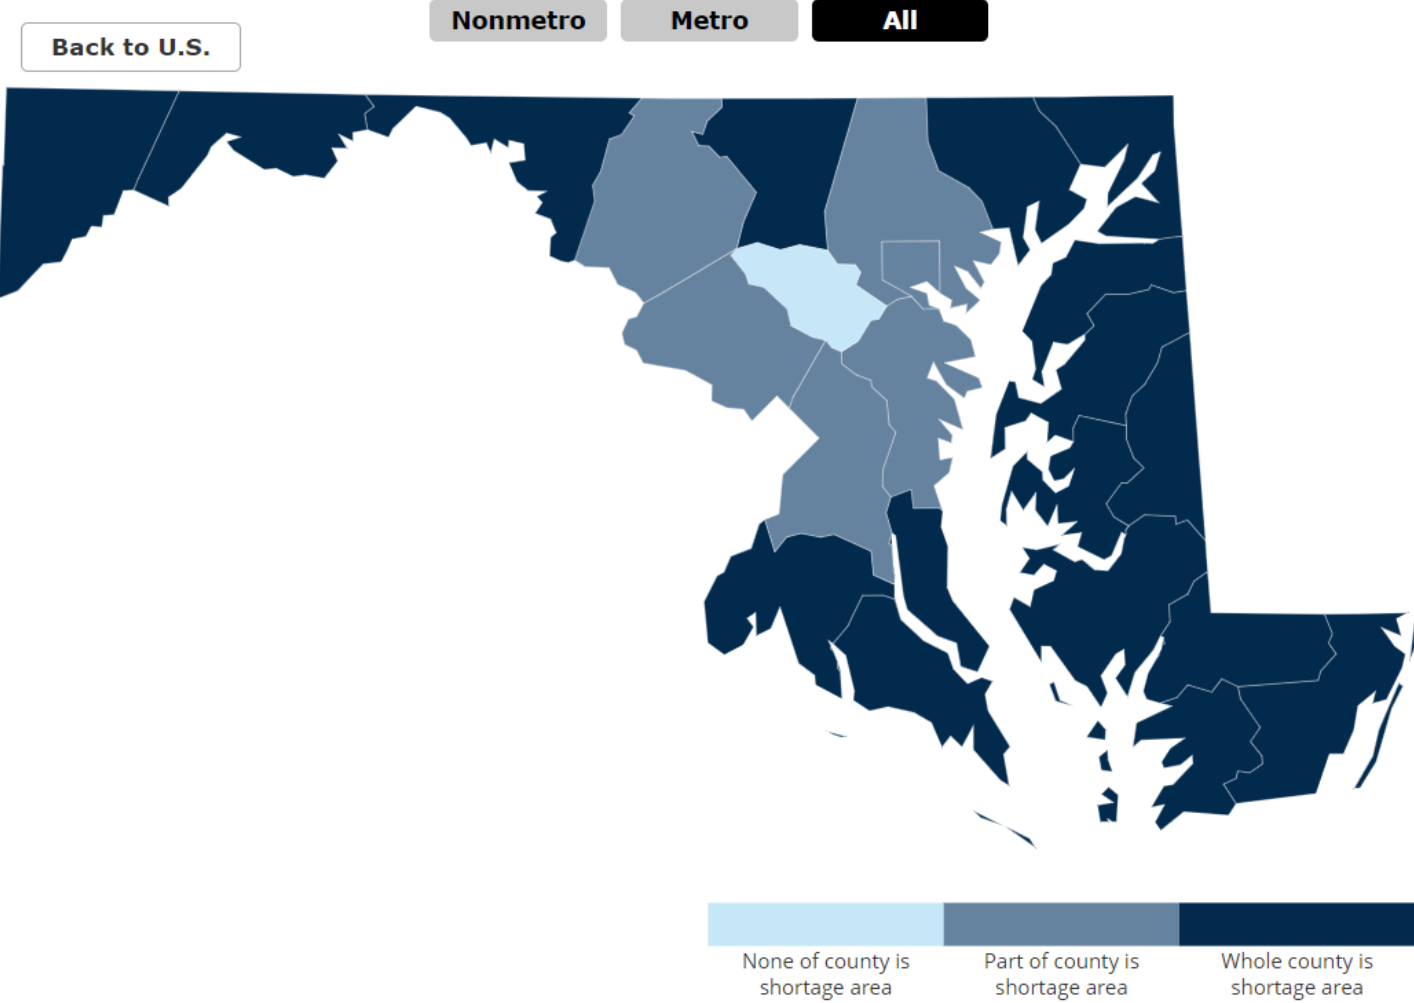 Nonmetro
Metro
All
Back to U.S.
None of county is
shortage area
Part of county is
shortage area
Whole county is
shortage area